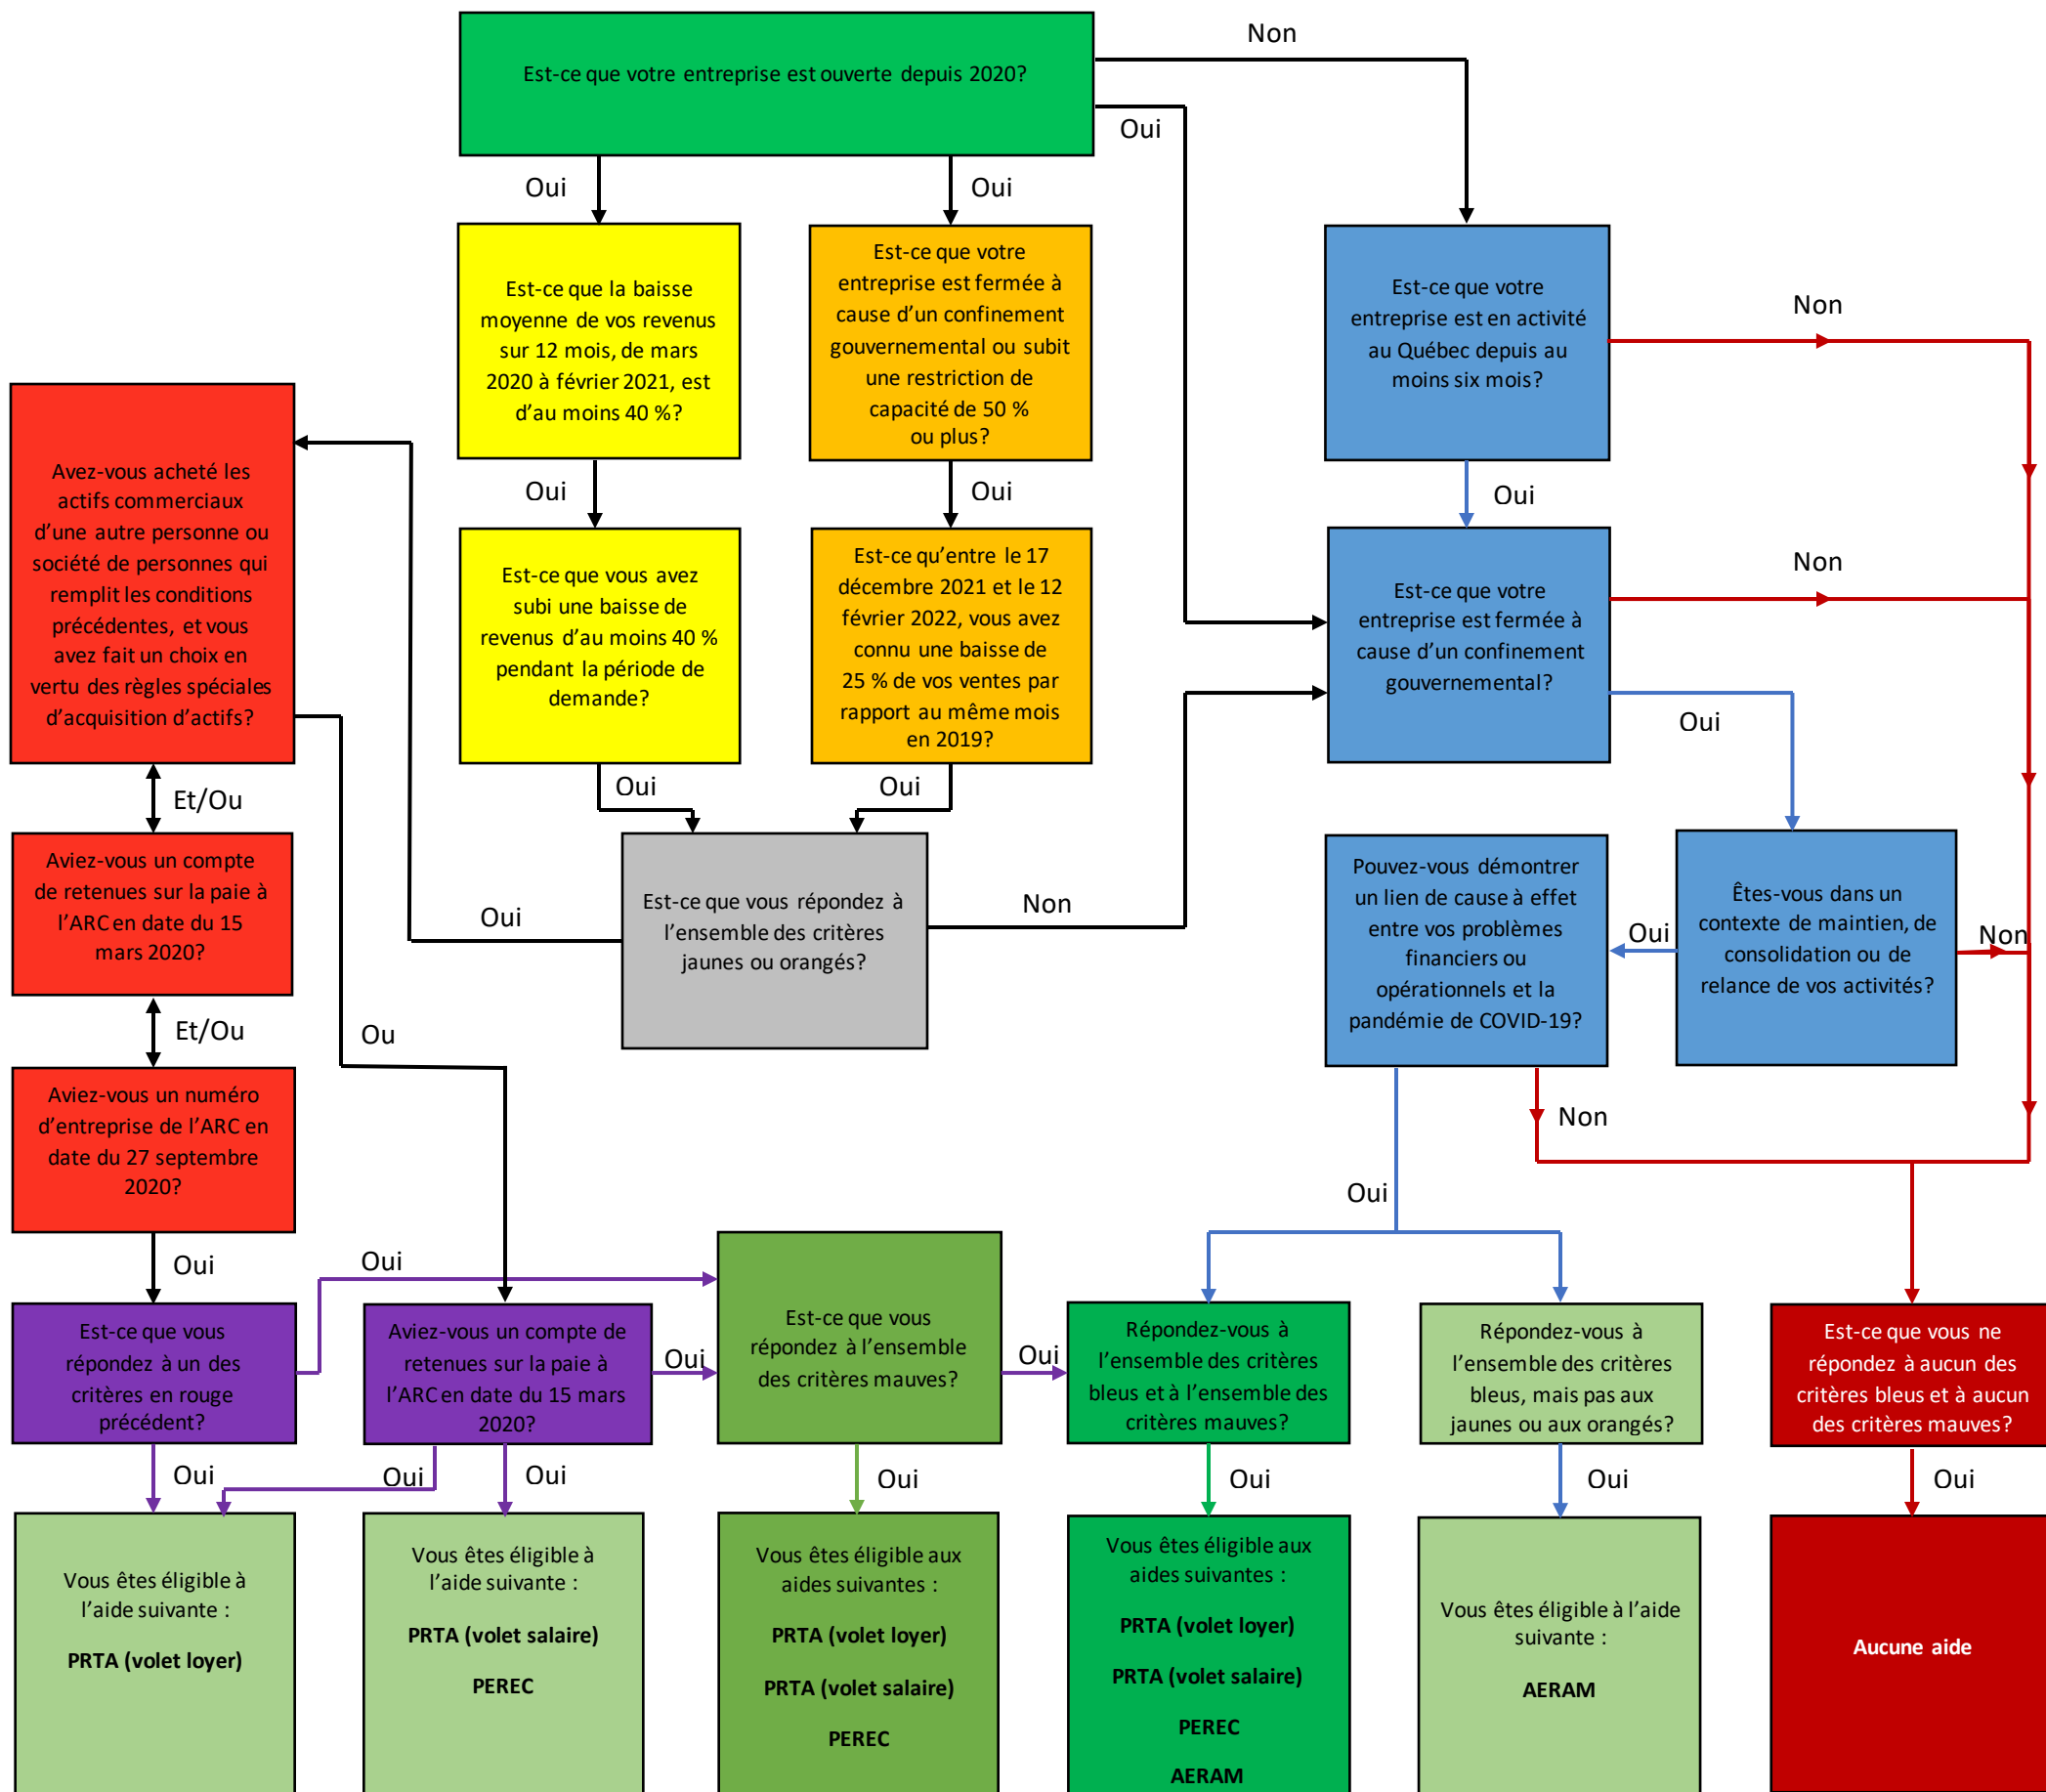 Non
Est-ce que votre entreprise est ouverte depuis 2020?
Oui
Oui
Oui
Est-ce que la baisse
moyenne de vos revenus
sur 12 mois, de mars
2020 à février 2021, est
d'au moins 40 %?
Est-ce que votre
entreprise est fermée à
cause d'un confinement
gouvernemental ou subit
une restriction de
capacité de 50 %
ou plus?
Est-ce que votre
entreprise est en activité
au Québec depuis au
moins six mois?
Non
Avez-vous acheté les
actifs commerciaux
d'une autre personne ou
société de personnes qui
remplit les conditions
précédentes, et vous
avez fait un choix en
vertu des règles spéciales
d'acquisition d'actifs?
Oui
Oui
Oui
Est-ce que vous avez
subi une baisse de
revenus d'au moins 40 %
pendant la période de
demande?
Est-ce qu'entre le 17
décembre 2021 et le 12
février 2022, vous avez
connu une baisse de
25 % de vos ventes par
rapport au même mois
en 2019?
Est-ce que votre
entreprise est fermée à
cause d'un confinement
gouvernemental?
Non
Oui
Et/Ou
Oui
Oui
Aviez-vous un compte
de retenues sur la paie à
l'ARC en date du 15
mars 2020?
Oui
Est-ce que vous répondez à
l'ensemble des critères
jaunes ou orangés?
Non
Pouvez-vous démontrer
un lien de cause à effet
entre vos problèmes
financiers ou
opérationnels et la
pandémie de COVID-19?
Oui
Êtes-vous dans un
contexte de maintien, de
consolidation ou de
relance de vos activités?
Non
Et/Ou
Ou
Aviez-vous un numéro
d'entreprise de l'ARC en
date du 27 septembre
2020?
Non
Oui
Oui
Oui
Est-ce que vous
répondez à un des
critères en rouge
précédent?
Aviez-vous un compte de
retenues sur la paie à
l'ARC en date du 15 mars
2020?
Oui
Est-ce que vous
répondez à l'ensemble
des critères mauves?
Oui
Répondez-vous à
l'ensemble des critères
bleus et à l'ensemble des
critères mauves?
Répondez-vous à
l'ensemble des critères
bleus, mais pas aux
jaunes ou aux orangés?
Est-ce que vous ne
répondez à aucun des
critères bleus et à aucun
des critères mauves?
Oui
Oui
Oui
Oui
Oui
Oui
Oui
Vous êtes éligible à
l'aide suivante :
PRTA (volet loyer)
Vous êtes éligible à
l'aide suivante :
PRTA (volet salaire)
PEREC
Vous êtes éligible aux
aides suivantes :
PRTA (volet loyer)
PRTA (volet salaire)
PEREC
Vous êtes éligible aux
aides suivantes :
PRTA (volet loyer)
PRTA (volet salaire)
PEREC
AERAM
Vous êtes éligible à l'aide
suivante :
AERAM
Aucune aide